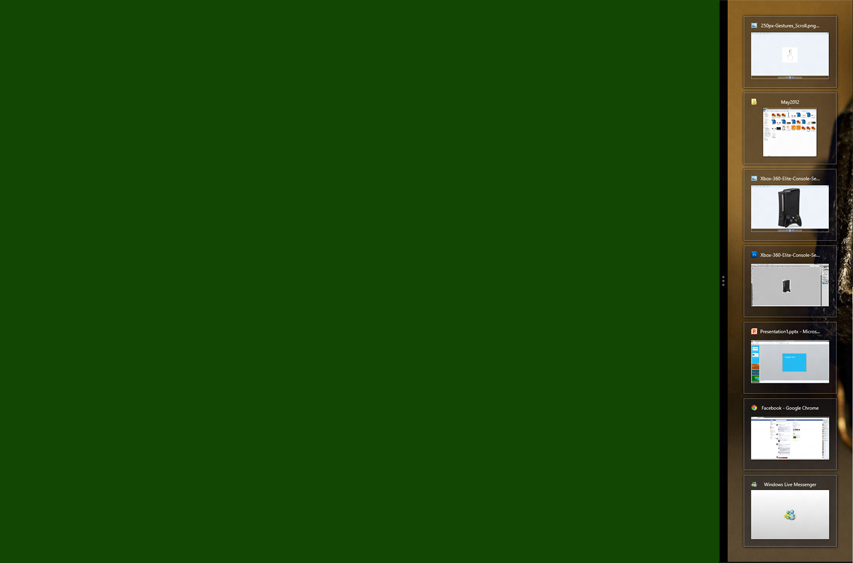 250px-Gestures_Scroll.png...
May2012
Xbox-360-Elite-Console-Se...
Xbox-360-Elite-Console-Se...
Presentation1.pptx - Micros...
Facebook - Google Chrome
Windows Live Messenger